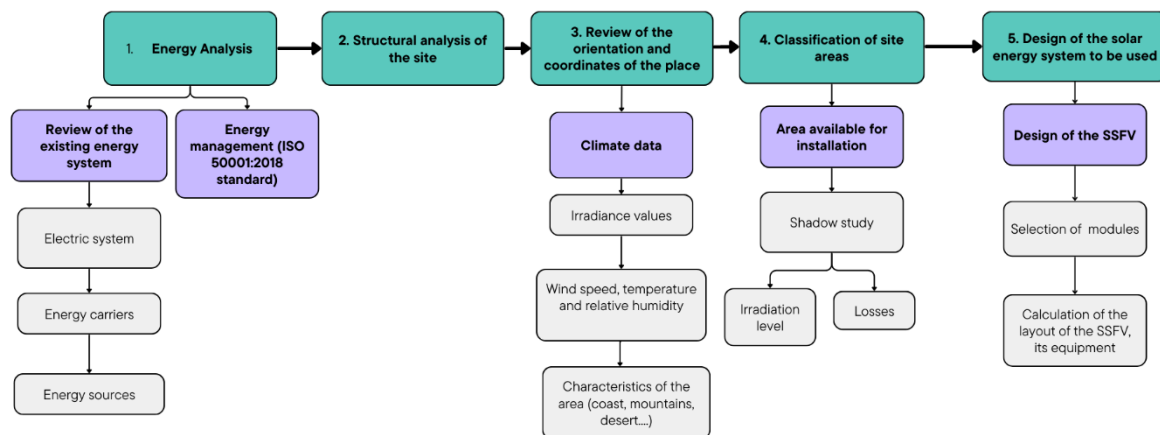 1. Energy Analysis
2. Structural analysis of
the site
3. Review of the
orientation and
coordinates of the place
4. Classification of site
areas
5. Design of the solar
energy system to be used
Review of the
existing energy
system
Energy
management (ISO
50001:2018
standard)
Climate data
Area available for
installation
Design of the SSFV
Electric system
Energy carriers
Energy sources
Irradiance values
Wind speed, temperature
and relative humidity
Characteristics of the
area (coast, mountains,
desert....)
Shadow study
Irradiation
level
Losses
Selection of modules
Calculation of the
layout of the SSFV,
its equipment